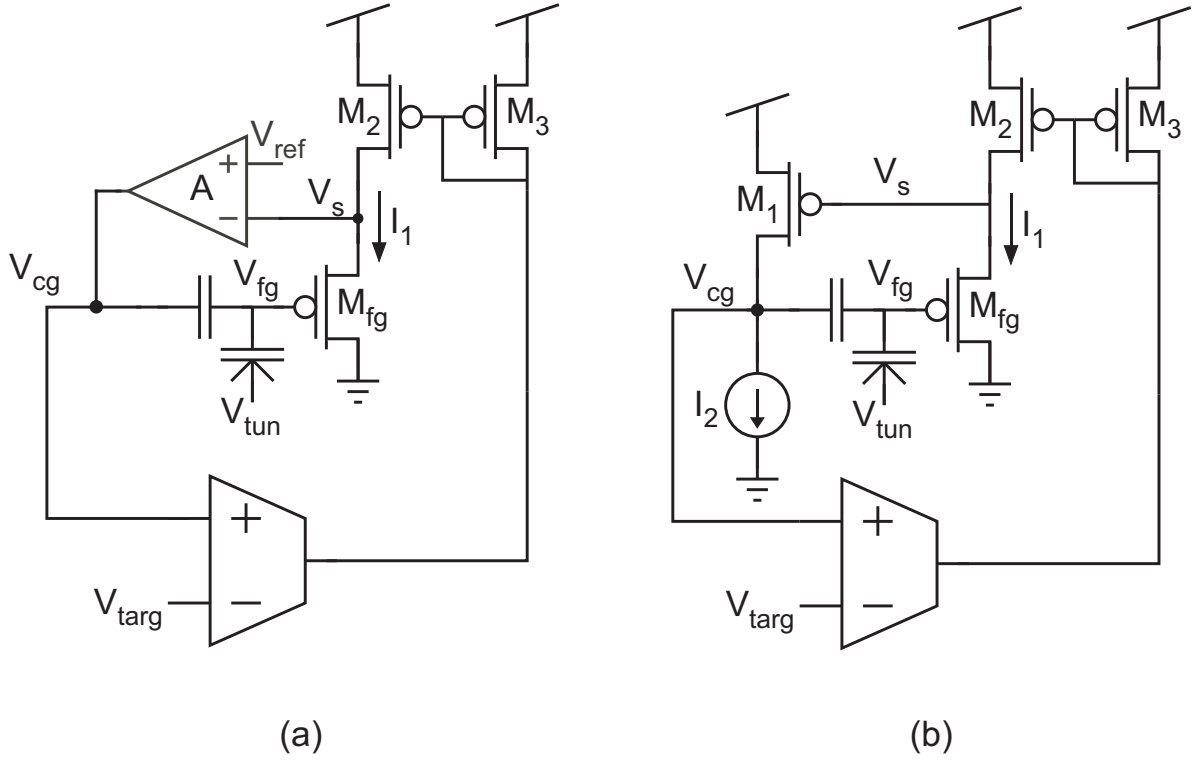 M2
M3
Vref
+
A
−
Vs
I1
Vcg
Vfg
Mfg
Vtun
+
Vtarg
−
(a)
M2
M3
M1
Vs
I1
Vcg
Vfg
Mfg
I2
Vtun
+
Vtarg
−
(b)